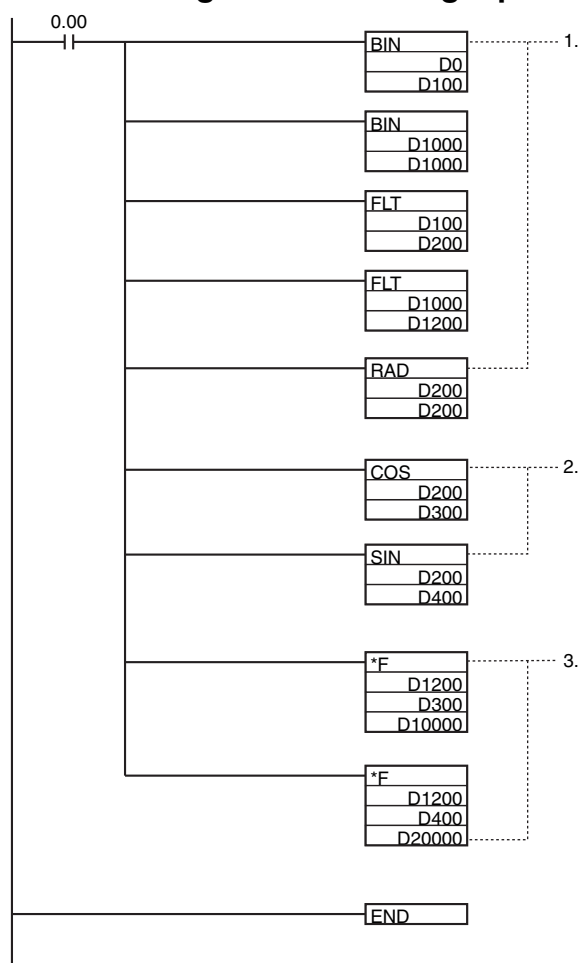 0.00
BIN
D0
D100
1.
BIN
D1000
D1000
FLT
D100
D200
FLT
D1000
D1200
RAD
D200
D200
COS
D200
D300
2.
SIN
D200
D400
*F
D1200
D300
D10000
3.
*F
D1200
D400
D20000
END